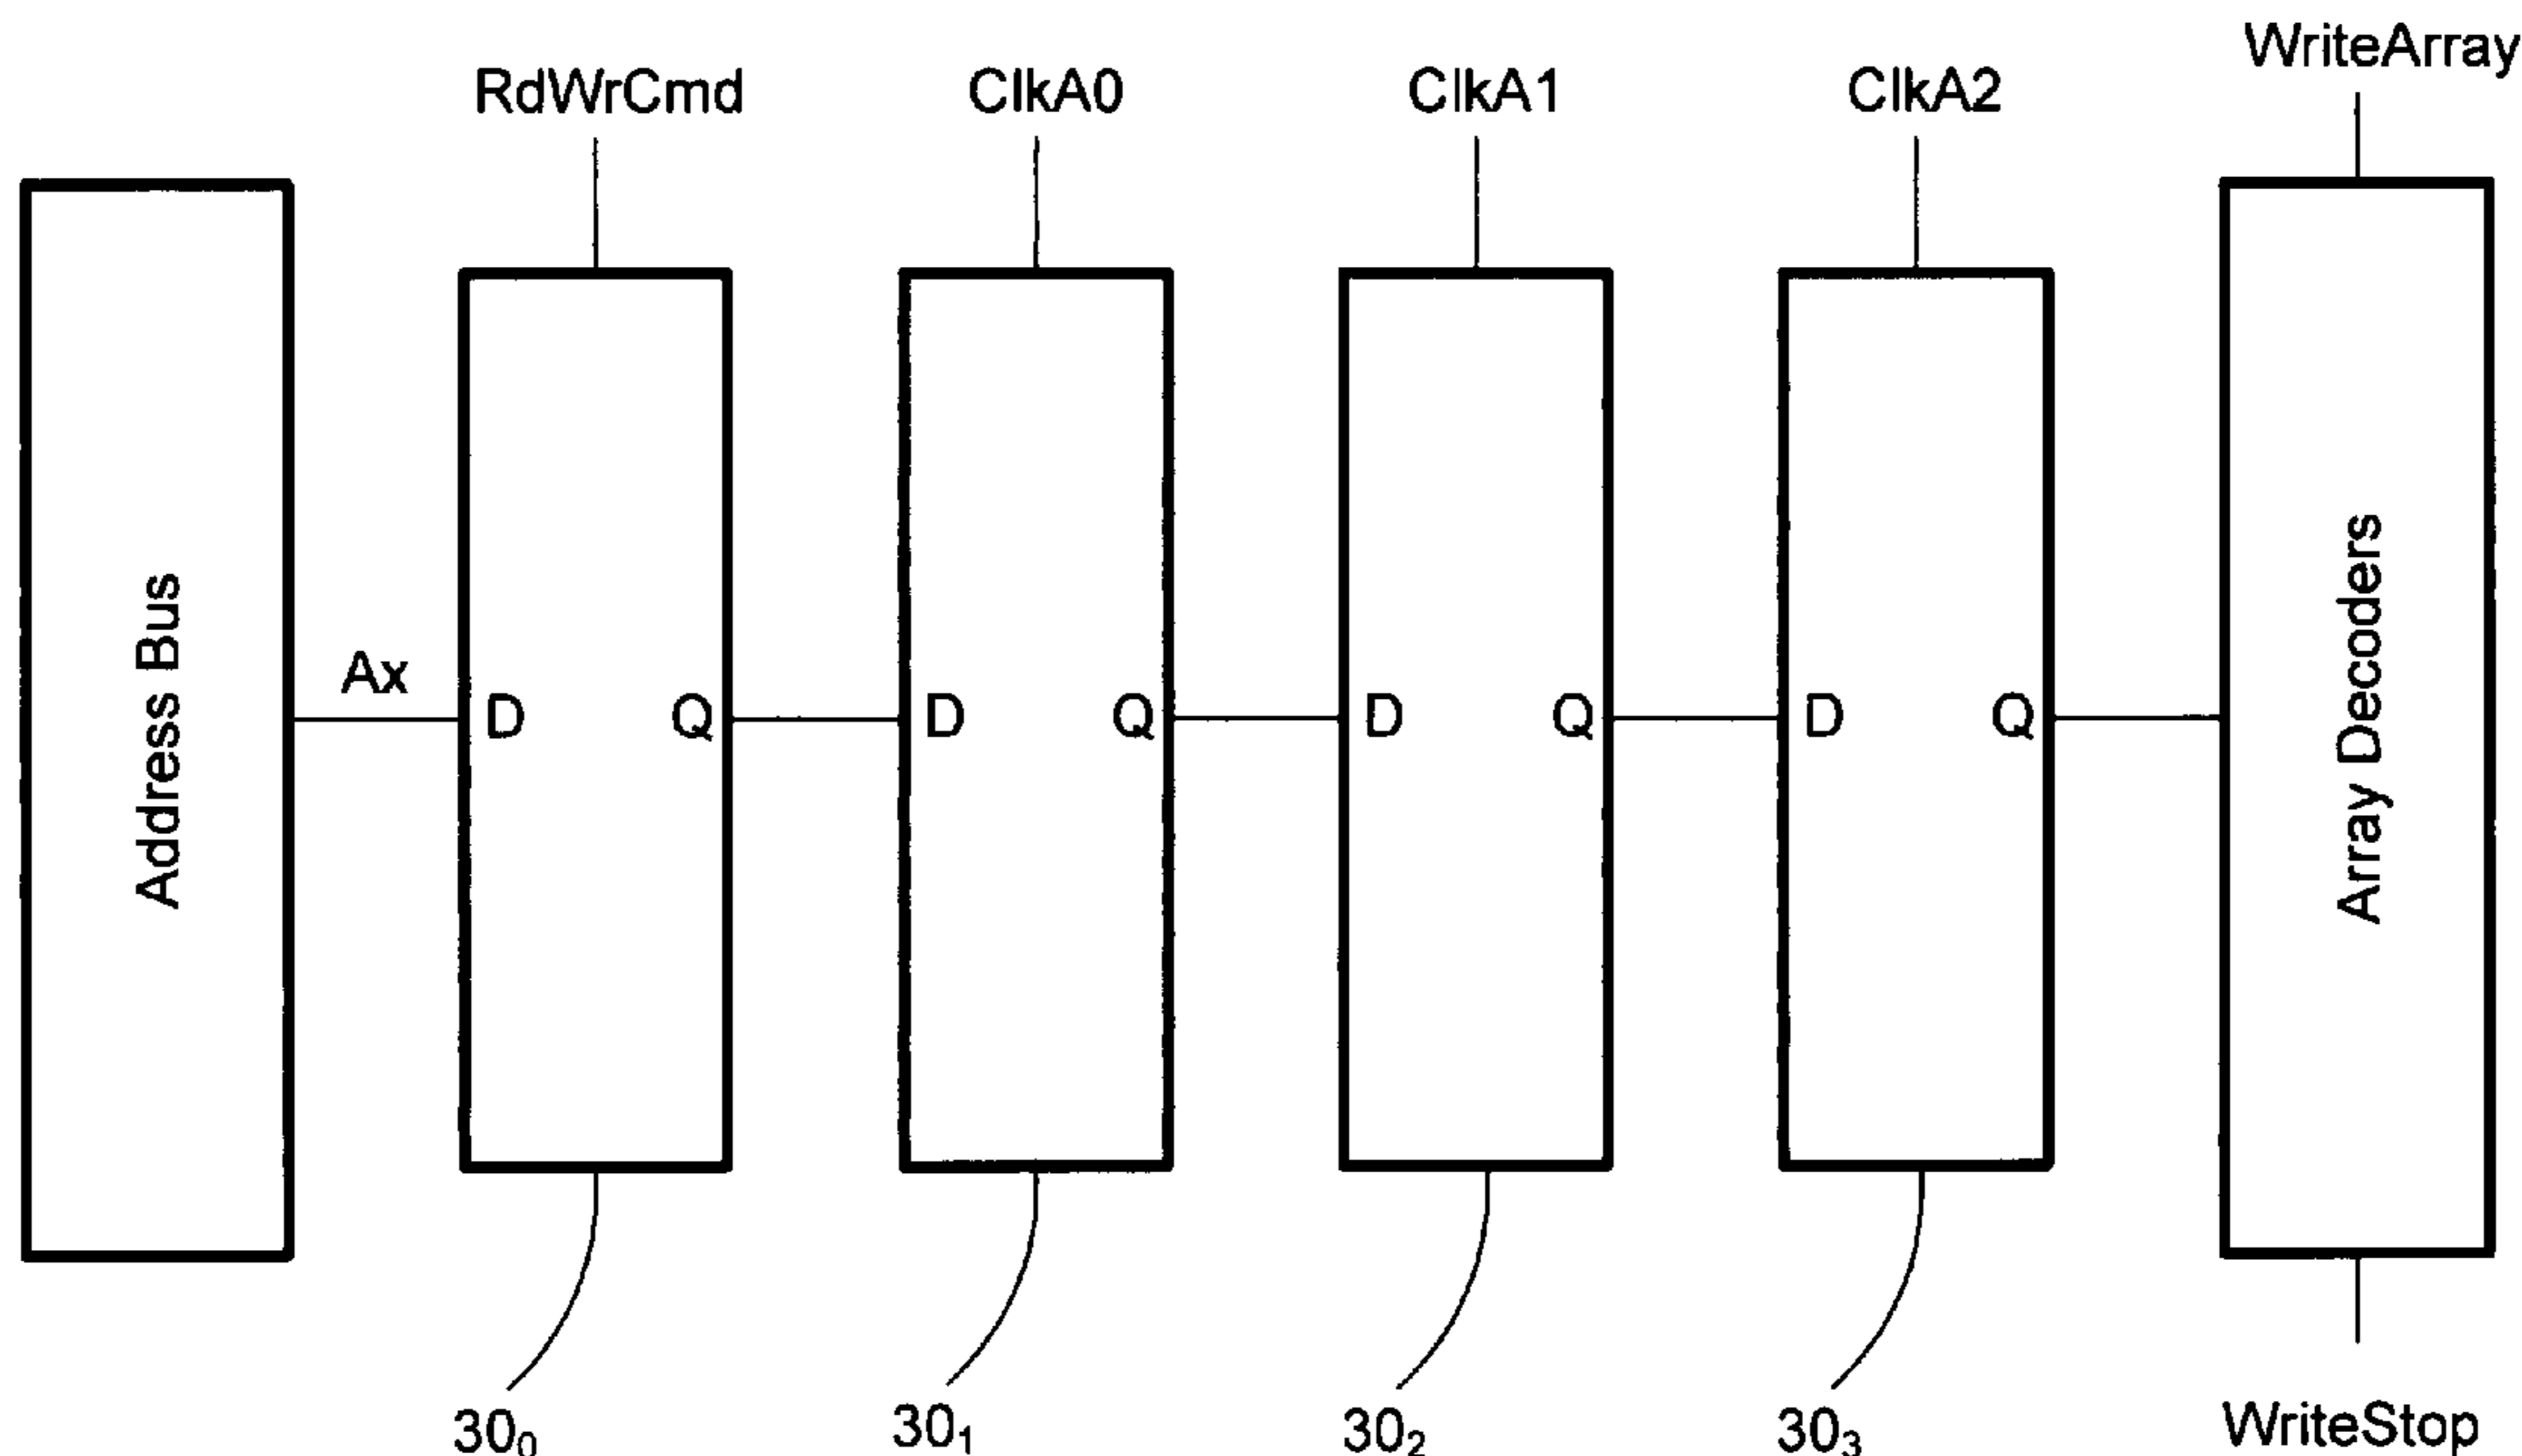 WriteArray
RdWrCmd
ClkA0
ClkA1
ClkA2
Address Bus
Ax
D
Q
D
Q
D
Q
D
Q
Array Decoders
30₀
30₁
30₂
30₃
WriteStop